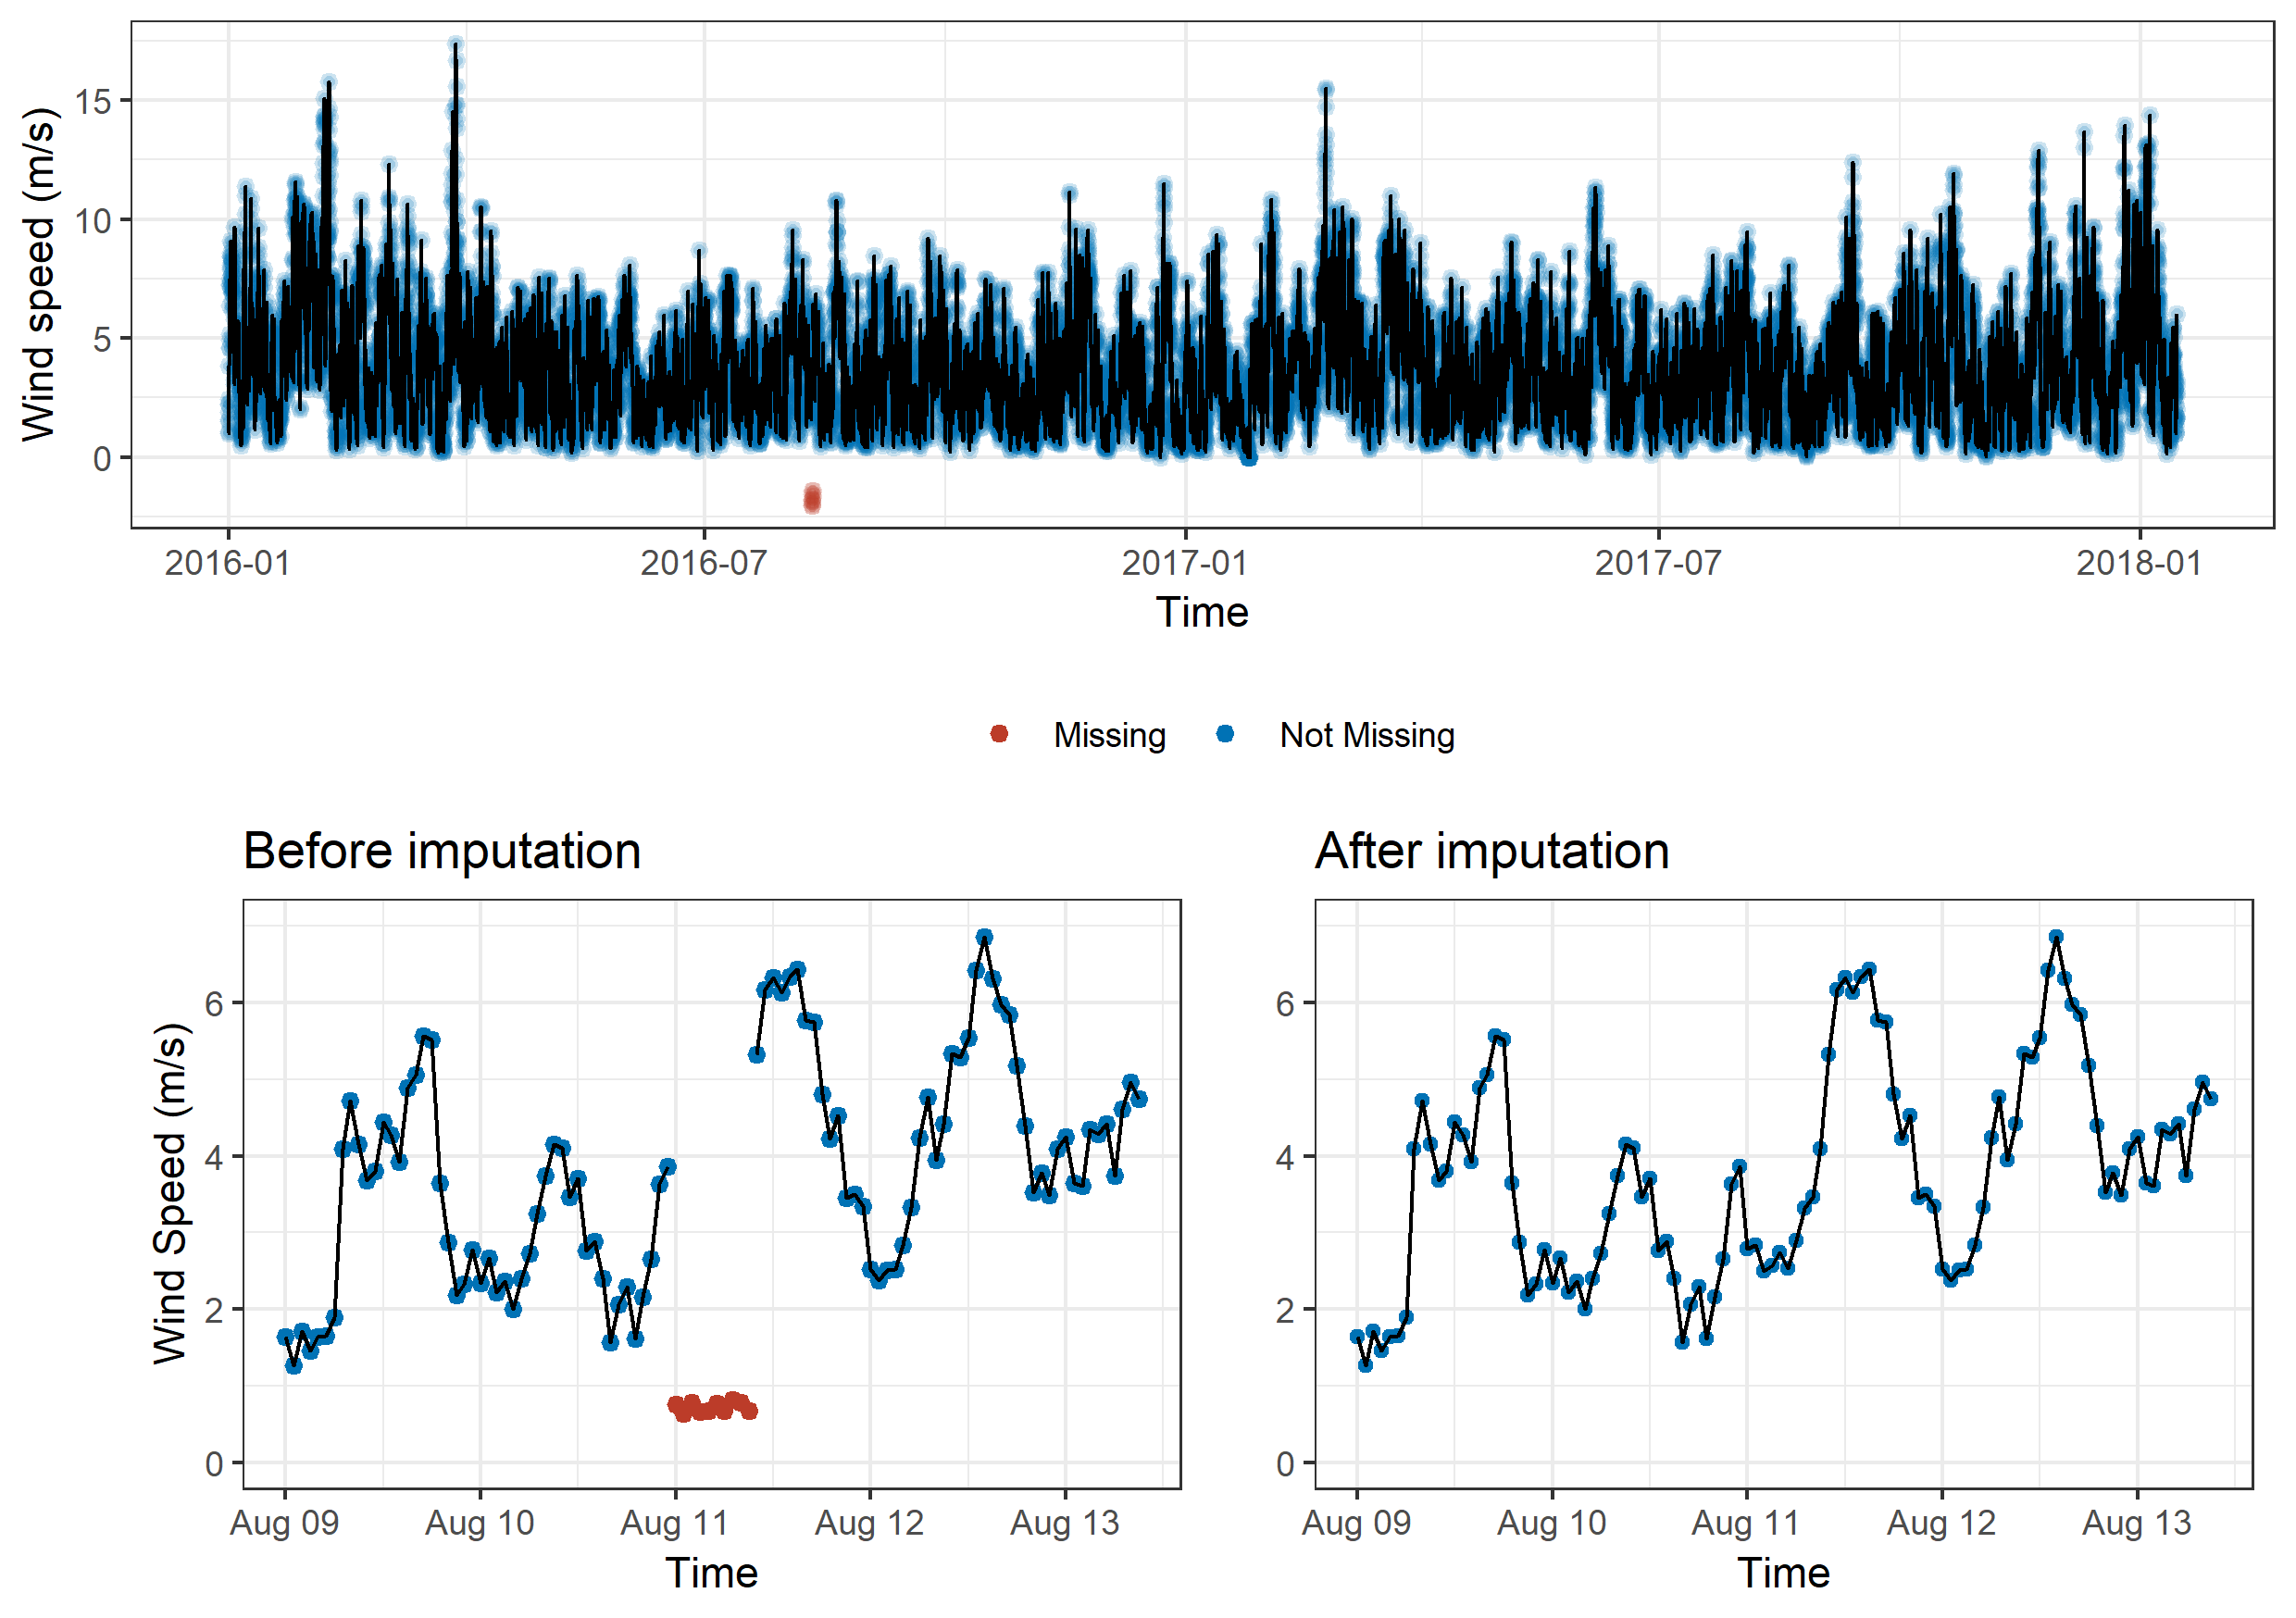 Wind speed (m/s)
15
10
5
0
2016-01 2016-07 2017-01 2017-07 2018-01
Time
Missing Not Missing
Before imputation
Wind Speed (m/s)
6
4
2
0
Aug 09 Aug 10 Aug 11 Aug 12 Aug 13
Time
After imputation
6
4
2
0
Aug 09 Aug 10 Aug 11 Aug 12 Aug 13
Time